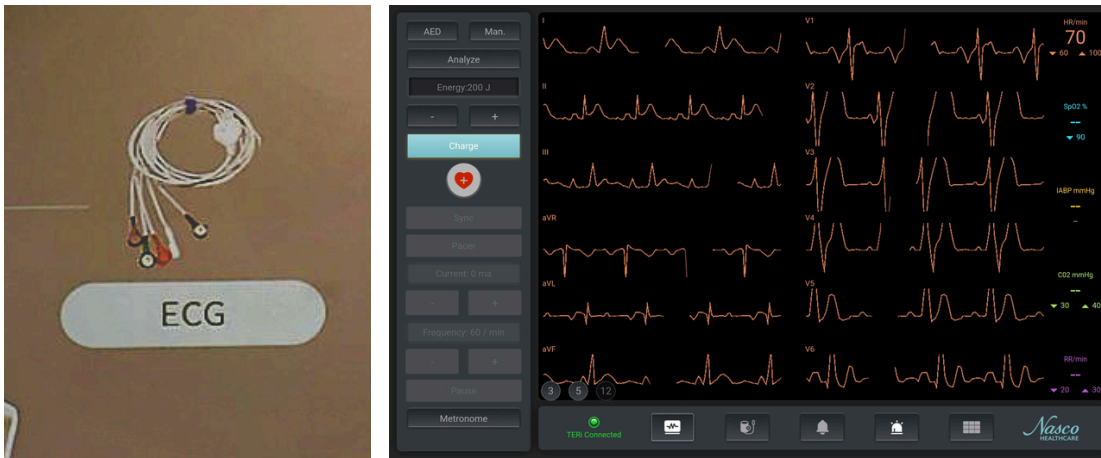 ECG
AED Man.
Analyze
Energy:200 J
- +
Charge
Sync
Pacer
Current: 0 ma
- +
Frequency: 60 / min
- +
Pause
Metronome
I
II
III
aVR
aVL
aVF
3 5 12
V1
V2
V3
V4
V5
V6
HR/min
70
60 100
SpO2 %
--
90
IABP mmHg
--
–
CO2 mmHg
--
30 40
RR/min
--
20 30
TERi Connected
Nasco
HEALTHCARE